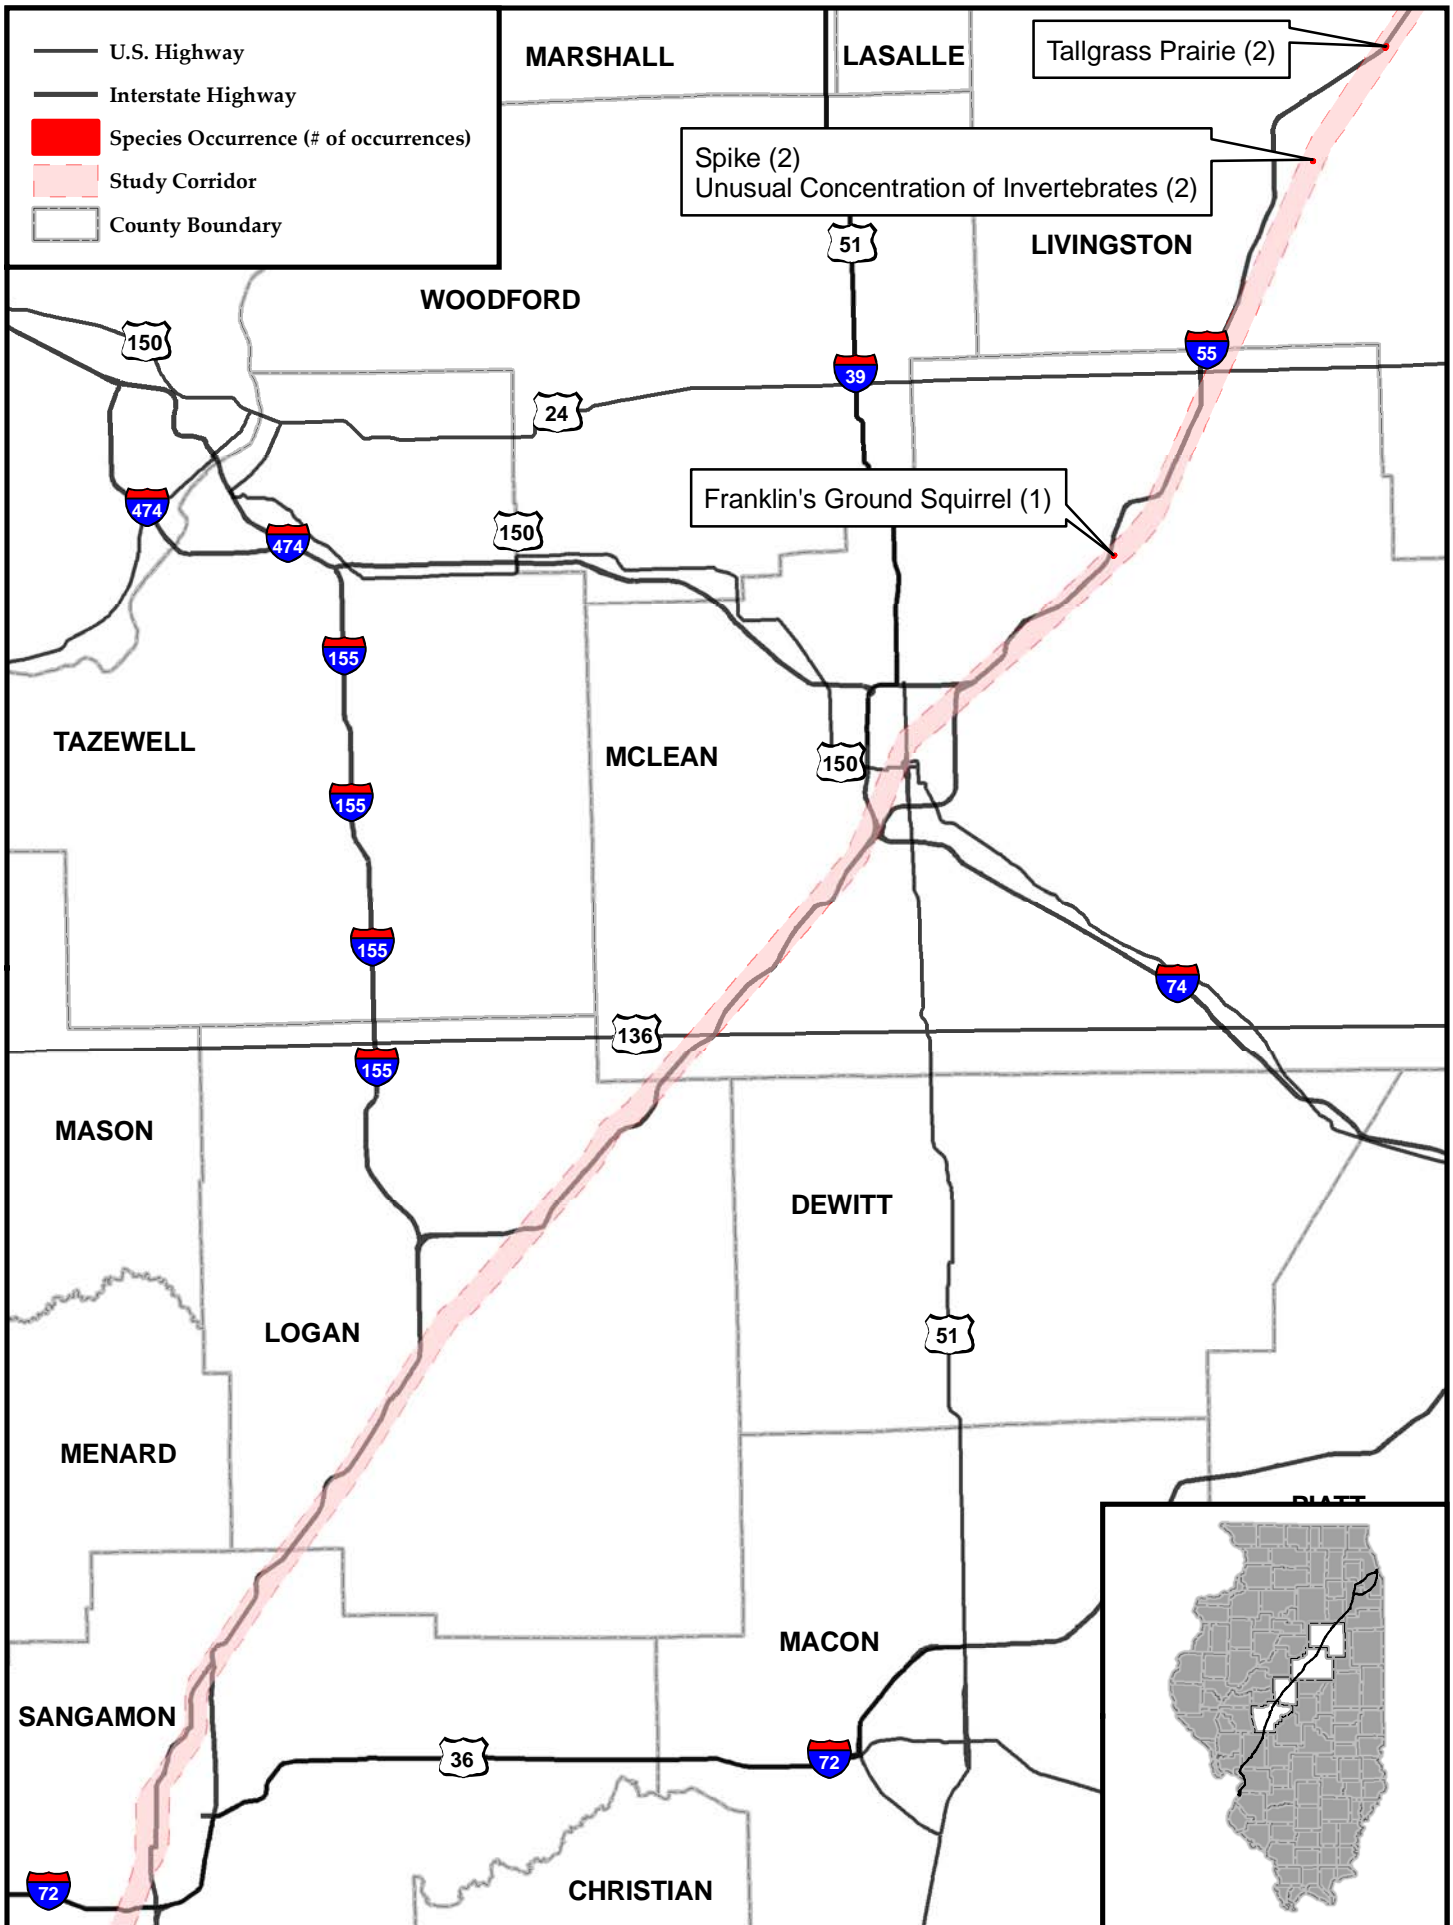 U.S. Highway
Interstate Highway
Species Occurrence (# of occurrences)
Study Corridor
County Boundary
MARSHALL
LASALLE
Tallgrass Prairie (2)
Spike (2)
Unusual Concentration of Invertebrates (2)
51
LIVINGSTON
WOODFORD
150
55
39
24
474
Franklin's Ground Squirrel (1)
150
474
155
TAZEWELL
MCLEAN
150
155
155
74
136
155
MASON
DEWITT
LOGAN
51
MENARD
PIATT
MACON
SANGAMON
36
72
72
CHRISTIAN